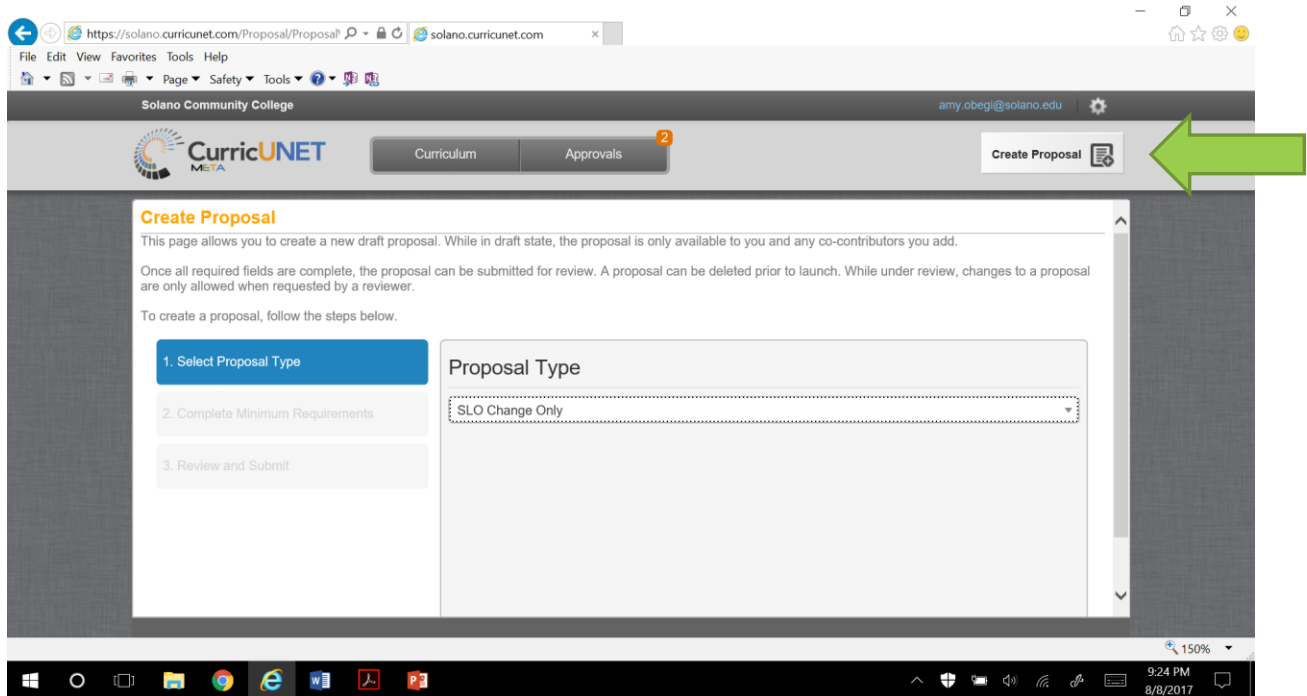 https://solano.curricunet.com/Proposal/Proposal
solano.curricunet.com
File Edit View Favorites Tools Help
Page Safety Tools
Solano Community College
amy.obegi@solano.edu
CurricUNET
META
Curriculum
Approvals
2
Create Proposal
Create Proposal
This page allows you to create a new draft proposal. While in draft state, the proposal is only available to you and any co-contributors you add.
Once all required fields are complete, the proposal can be submitted for review. A proposal can be deleted prior to launch. While under review, changes to a proposal
are only allowed when requested by a reviewer.
To create a proposal, follow the steps below.
1. Select Proposal Type
2. Complete Minimum Requirements
3. Review and Submit
Proposal Type
SLO Change Only
150%
9:24 PM
8/8/2017